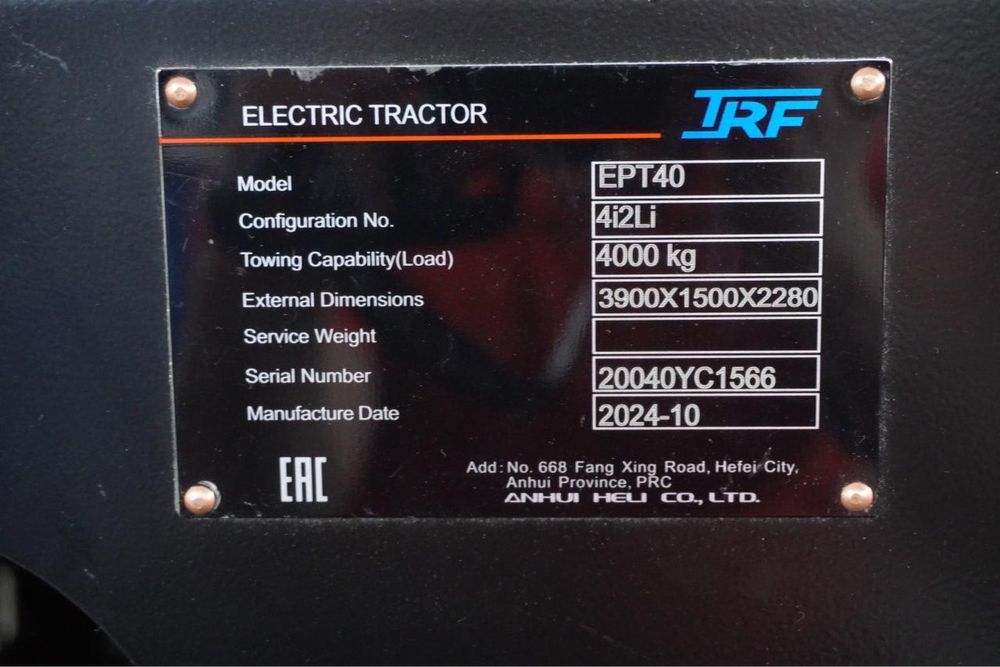 ELECTRIC TRACTOR TRF
Model EPT40
Configuration No. 4i2Li
Towing Capability(Load) 4000 kg
External Dimensions 3900X1500X2280
Service Weight
Serial Number 20040YC1566
Manufacture Date 2024-10
EAC
Add: No. 668 Fang Xing Road, Hefei City,
Anhui Province, PRC
ANHUI HELI CO., LTD.